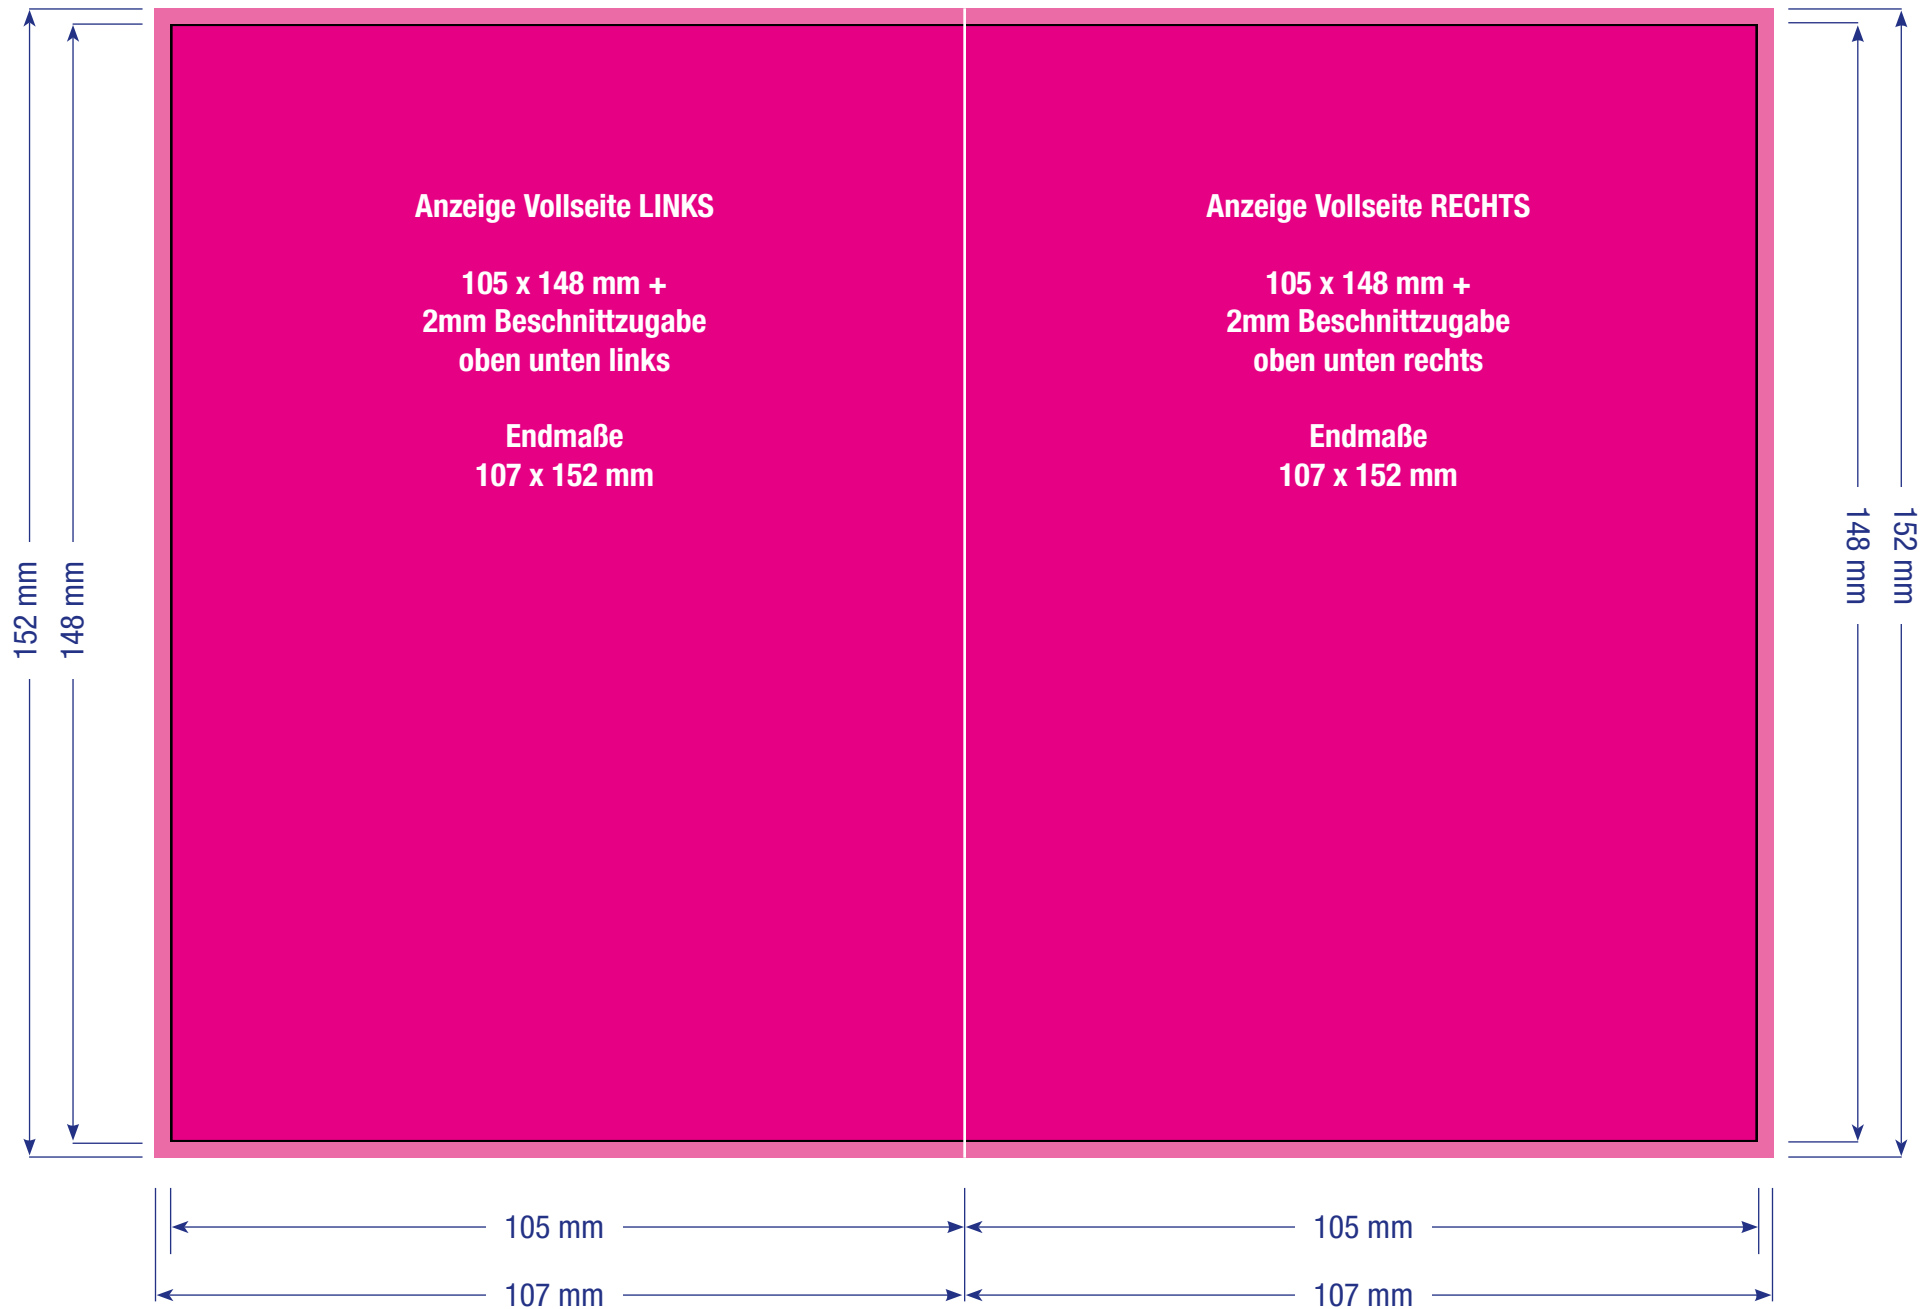 Anzeige Vollseite LINKS
105 x 148 mm +
2mm Beschnittzugabe
oben unten links
Endmaße
107 x 152 mm
Anzeige Vollseite RECHTS
105 x 148 mm +
2mm Beschnittzugabe
oben unten rechts
Endmaße
107 x 152 mm
152 mm
148 mm
148 mm
152 mm
105 mm
105 mm
107 mm
107 mm